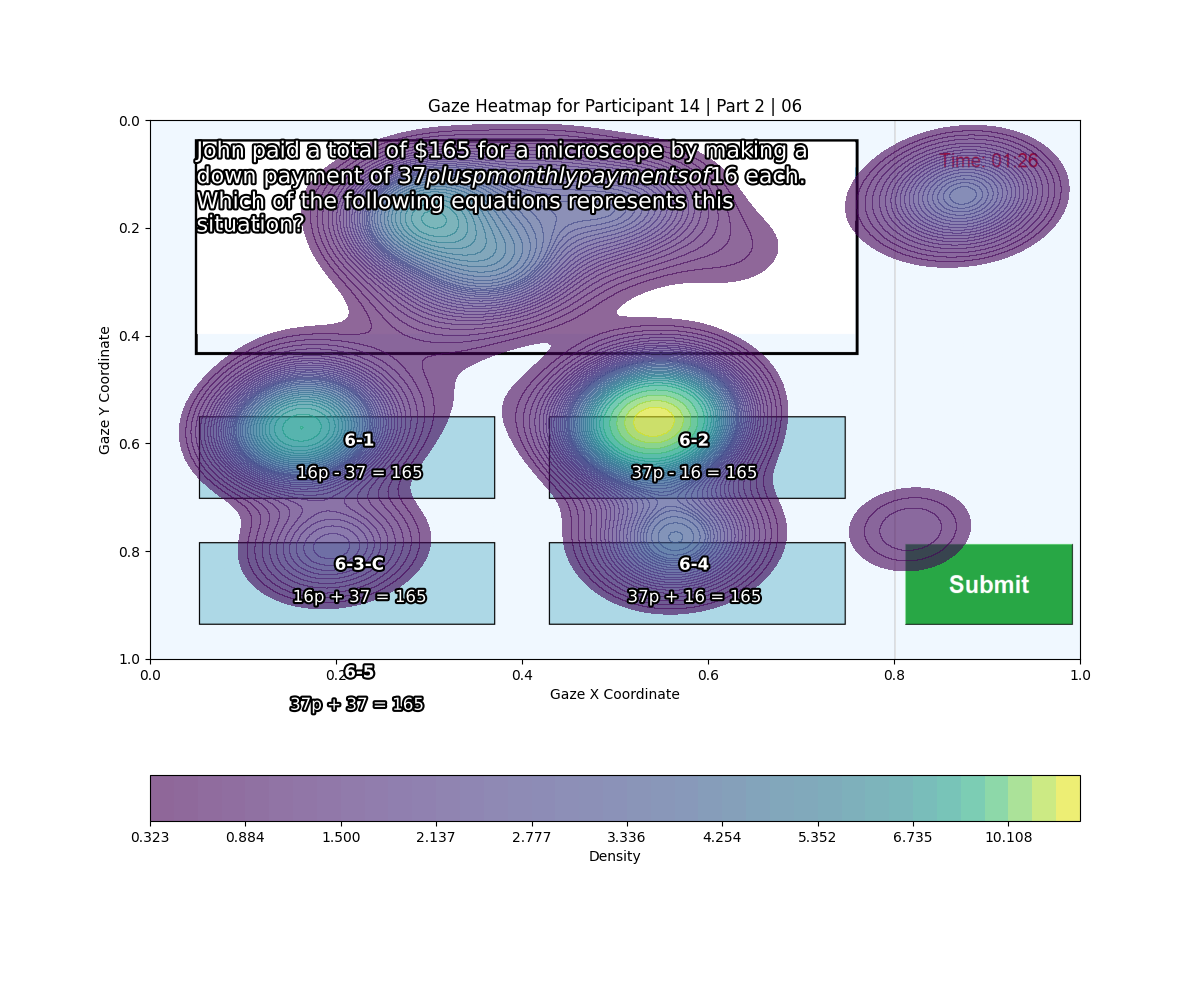 Gaze Heatmap for Participant 14 | Part 2 | 06
John paid a total of $165 for a microscope by making a
down payment of 37pluspmonthlypaymentsof16 each.
Which of the following equations represents this
situation?
Time: 01:26
6-1
16p - 37 = 165
6-2
37p - 16 = 165
6-3-C
16p + 37 = 165
6-4
37p + 16 = 165
Submit
6-5
37p + 37 = 165
0.0
0.2
0.4
0.6
0.8
1.0
Gaze Y Coordinate
0.0 0.2 0.4 0.6 0.8 1.0
Gaze X Coordinate
0.323 0.884 1.500 2.137 2.777 3.336 4.254 5.352 6.735 10.108
Density